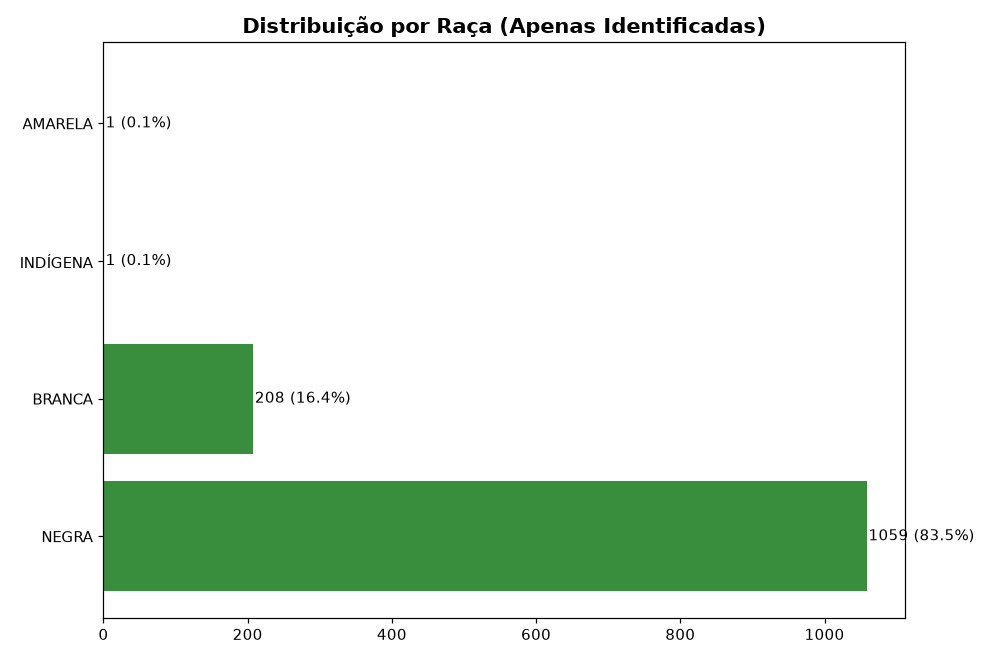 Distribuição por Raça (Apenas Identificadas)
AMARELA 1 (0.1%)
INDÍGENA 1 (0.1%)
BRANCA 208 (16.4%)
NEGRA 1059 (83.5%)
0 200 400 600 800 1000